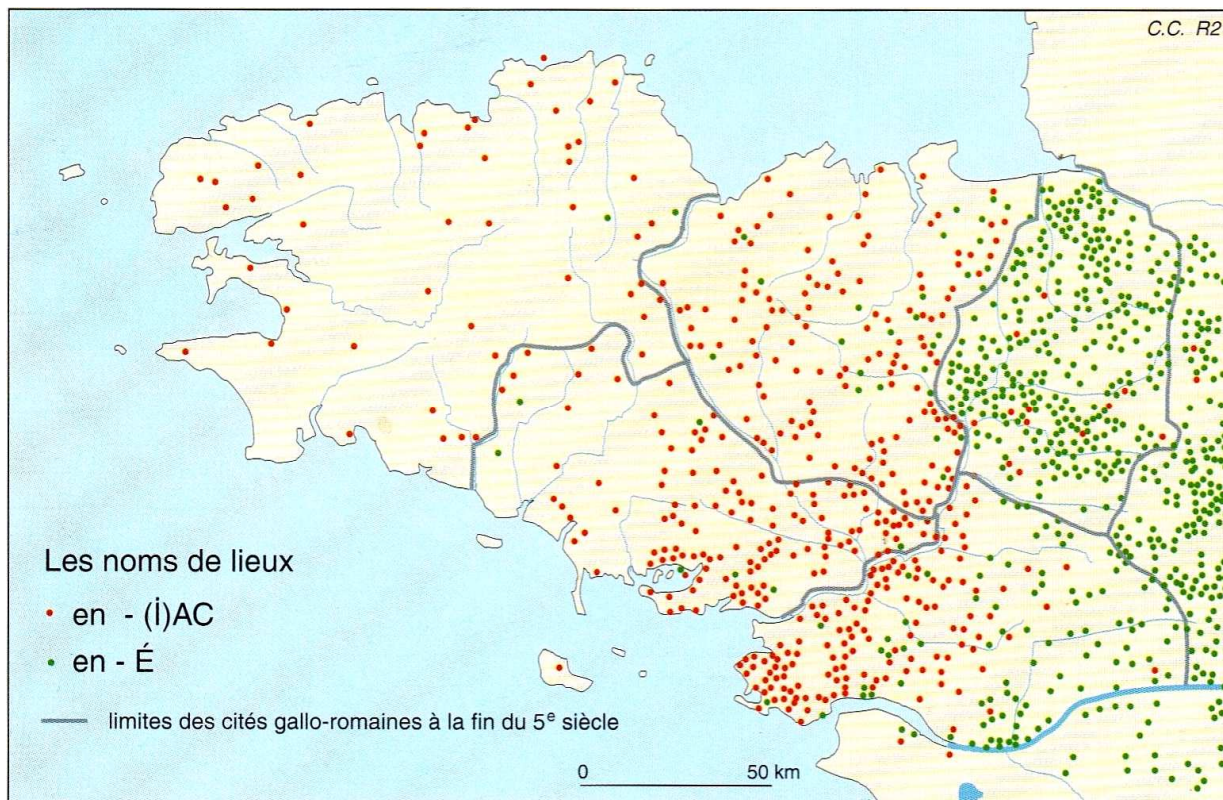 C.C. R2
Les noms de lieux
en - (İ)AC
en - É
limites des cités gallo-romaines à la fin du 5e siècle
0 50 km